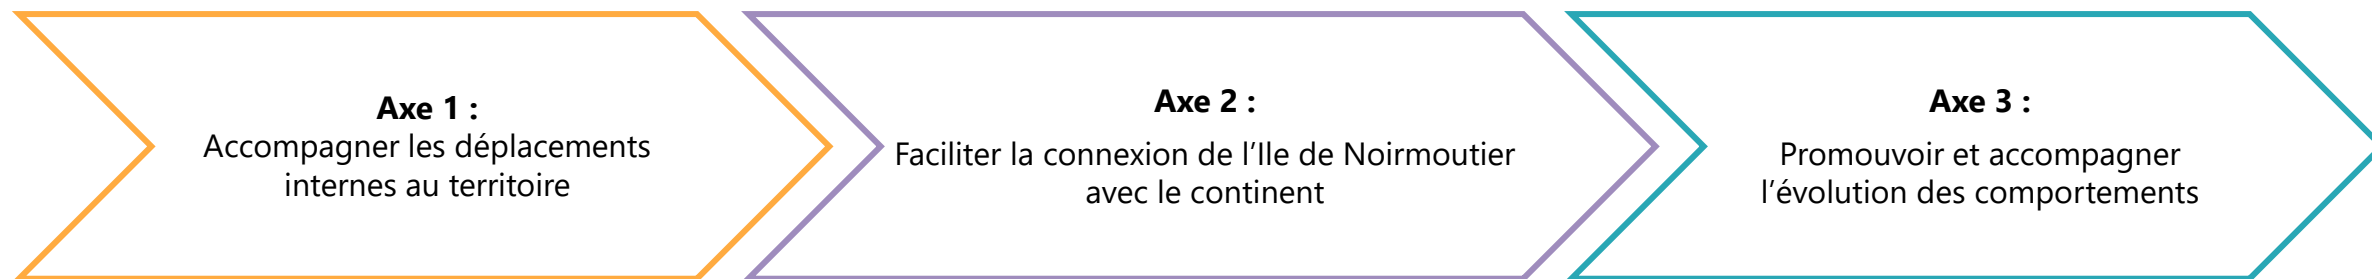 Axe 1 :
Accompagner les déplacements
internes au territoire
Axe 2 :
Faciliter la connexion de l’Ile de Noirmoutier
avec le continent
Axe 3 :
Promouvoir et accompagner
l’évolution des comportements